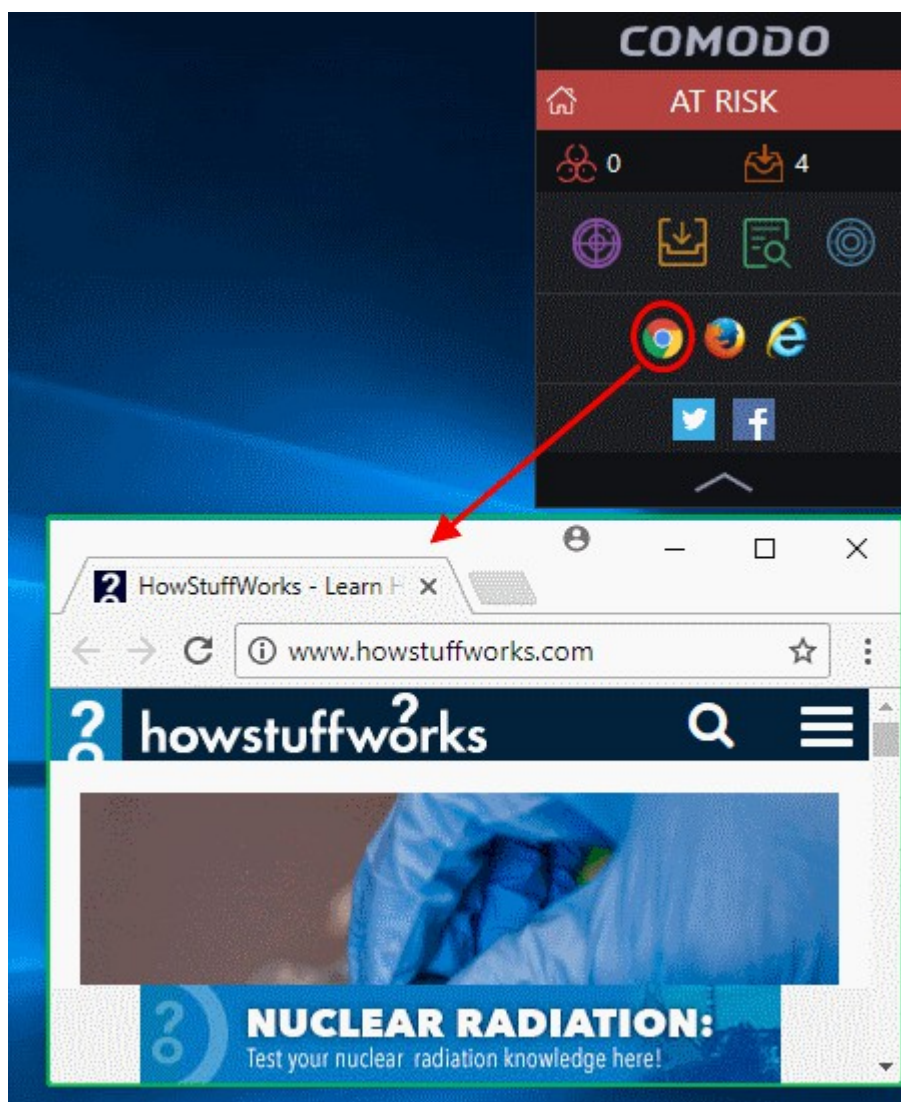 COMODO
AT RISK
0 4
HowStuffWorks - Learn H
www.howstuffworks.com
howstuffworks
NUCLEAR RADIATION:
Test your nuclear radiation knowledge here!